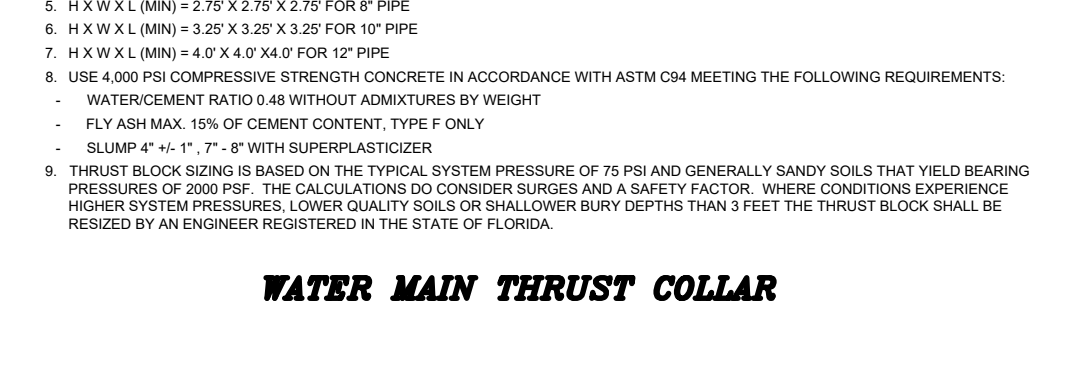 5. H X W X L (MIN) = 2.75' X 2.75' X 2.75' FOR 8" PIPE
6. H X W X L (MIN) = 3.25' X 3.25' X 3.25' FOR 10" PIPE
7. H X W X L (MIN) = 4.0' X 4.0' X4.0' FOR 12" PIPE
8. USE 4,000 PSI COMPRESSIVE STRENGTH CONCRETE IN ACCORDANCE WITH ASTM C94 MEETING THE FOLLOWING REQUIREMENTS:
- WATER/CEMENT RATIO 0.48 WITHOUT ADMIXTURES BY WEIGHT
- FLY ASH MAX. 15% OF CEMENT CONTENT, TYPE F ONLY
- SLUMP 4" +/- 1" , 7" - 8" WITH SUPERPLASTICIZER
9. THRUST BLOCK SIZING IS BASED ON THE TYPICAL SYSTEM PRESSURE OF 75 PSI AND GENERALLY SANDY SOILS THAT YIELD BEARING
PRESSURES OF 2000 PSF. THE CALCULATIONS DO CONSIDER SURGES AND A SAFETY FACTOR. WHERE CONDITIONS EXPERIENCE
HIGHER SYSTEM PRESSURES, LOWER QUALITY SOILS OR SHALLOWER BURY DEPTHS THAN 3 FEET THE THRUST BLOCK SHALL BE
RESIZED BY AN ENGINEER REGISTERED IN THE STATE OF FLORIDA.
WATER MAIN THRUST COLLAR